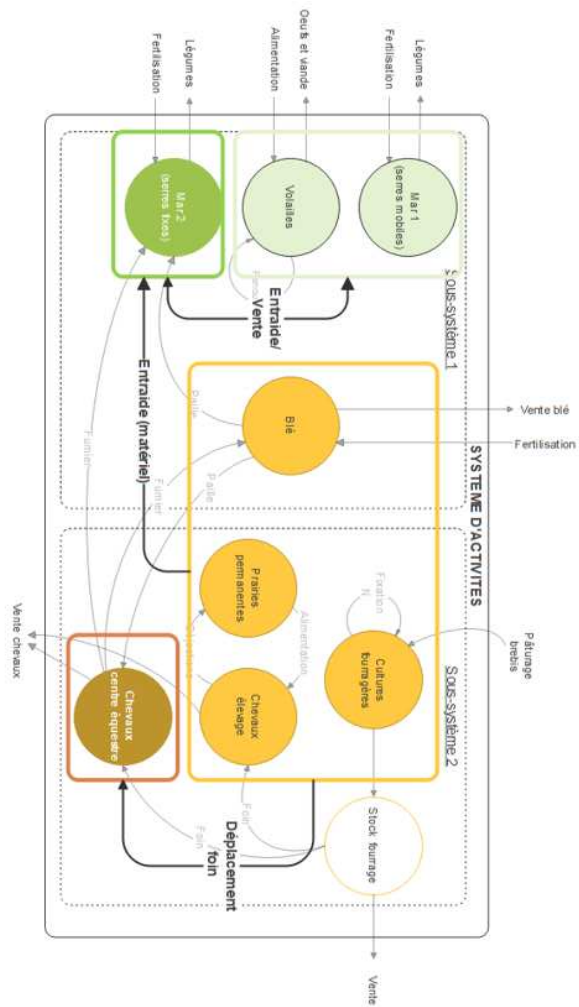 SYSTEME D'ACTIVITES
Sous-système 1
Sous-système 2
Légumes
Fertilisation
Oeufs et viande
Alimentation
Légumes
Fertilisation
Mar 1
(serres mobiles)
Volailles
Mar 2
(serres fixes)
Entraide/
Vente
Vente blé
Fertilisation
Blé
Paille
Paille
Fumier
Fumier
Entraide (matériel)
Pâturage
brebis
Fixation
N
Cultures
fourragères
Prairies
permanentes
Alimentation
Chevaux
élevage
Chevaux
centre équestre
Vente chevaux
Stock fourrage
Foin
Foin
Déplacement
foin
Vente